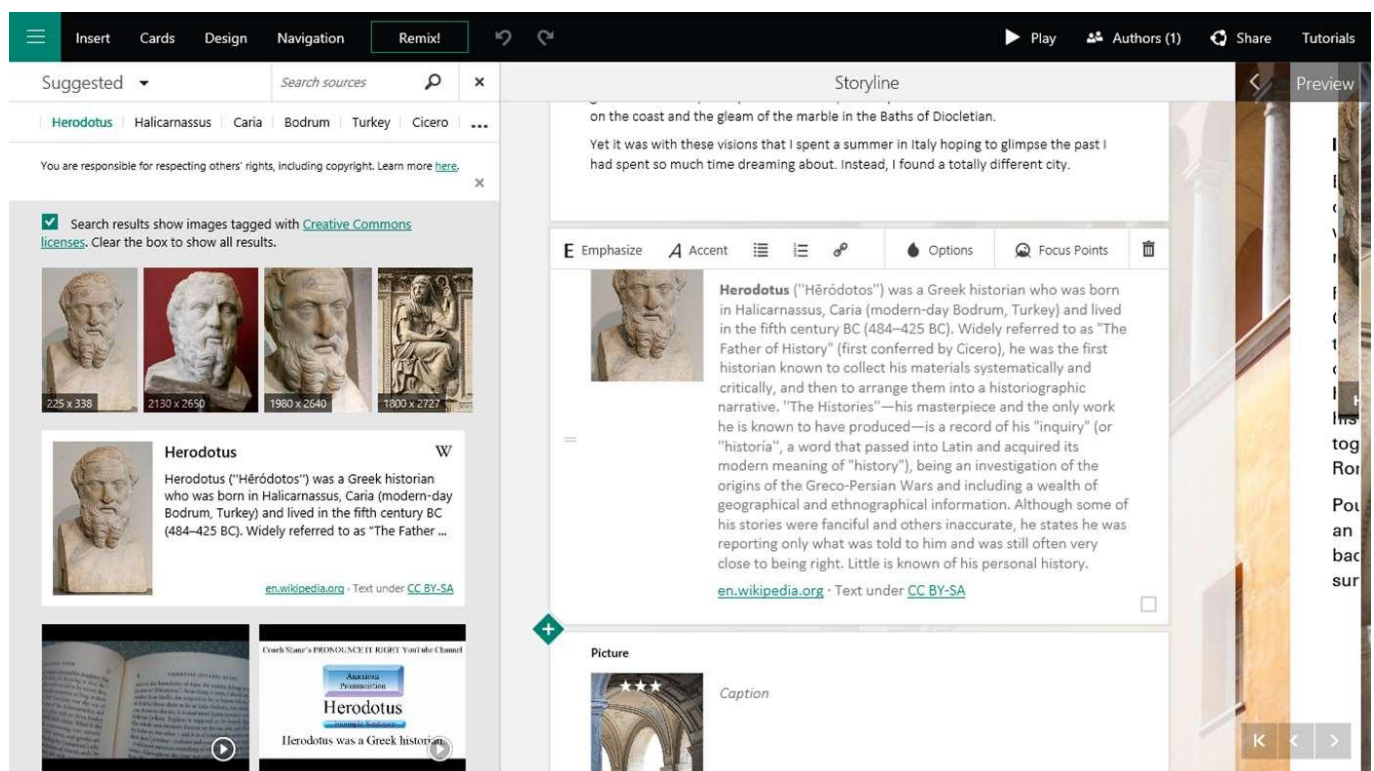 Insert Cards Design Navigation Remix! Play Authors (1) Share Tutorials
Suggested Search sources
Herodotus Halicarnassus Caria Bodrum Turkey Cicero ...
You are responsible for respecting others' rights, including copyright. Learn more here.
Search results show images tagged with Creative Commons
licenses. Clear the box to show all results.
225 x 338
2130 x 2650
1980 x 2640
1800 x 2727
Herodotus
W
Herodotus (''Hēródotos'') was a Greek historian
who was born in Halicarnassus, Caria (modern-day
Bodrum, Turkey) and lived in the fifth century BC
(484–425 BC). Widely referred to as "The Father ...
en.wikipedia.org · Text under CC BY-SA
Coach Shane's PRONOUNCE IT RIGHT YouTube Channel
American
Pronunciation
Herodotus
Example Sentence
Herodotus was a Greek historian
Storyline
on the coast and the gleam of the marble in the Baths of Diocletian.
Yet it was with these visions that I spent a summer in Italy hoping to glimpse the past I
had spent so much time dreaming about. Instead, I found a totally different city.
E Emphasize A Accent Options Focus Points
Herodotus (''Hēródotos'') was a Greek historian who was born
in Halicarnassus, Caria (modern-day Bodrum, Turkey) and lived
in the fifth century BC (484–425 BC). Widely referred to as "The
Father of History" (first conferred by Cicero), he was the first
historian known to collect his materials systematically and
critically, and then to arrange them into a historiographic
narrative. ''The Histories''—his masterpiece and the only work
he is known to have produced—is a record of his "inquiry" (or
''historía'', a word that passed into Latin and acquired its
modern meaning of "history"), being an investigation of the
origins of the Greco-Persian Wars and including a wealth of
geographical and ethnographical information. Although some of
his stories were fanciful and others inaccurate, he states he was
reporting only what was told to him and was still often very
close to being right. Little is known of his personal history.
en.wikipedia.org · Text under CC BY-SA
Picture
Caption
Preview
his
tog
Ror
Pou
an
bac
sur